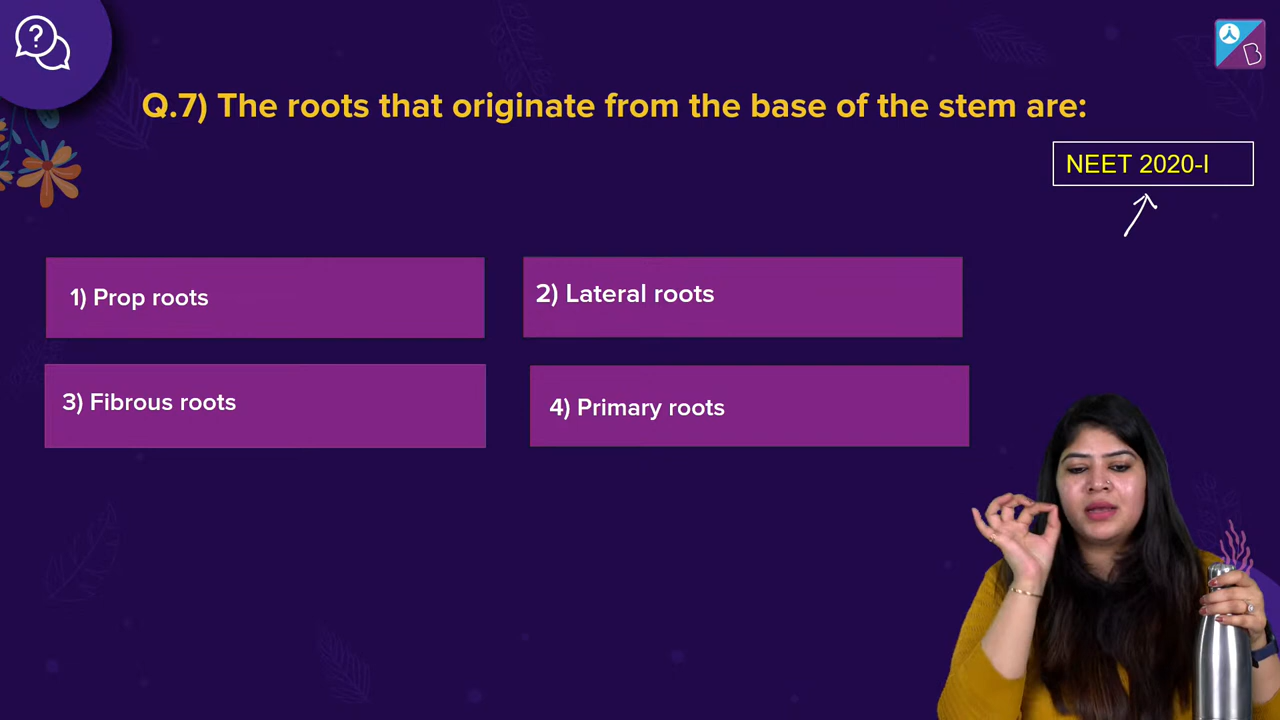 ?
B
Q.7) The roots that originate from the base of the stem are:
NEET 2020-I
1) Prop roots
2) Lateral roots
3) Fibrous roots
4) Primary roots